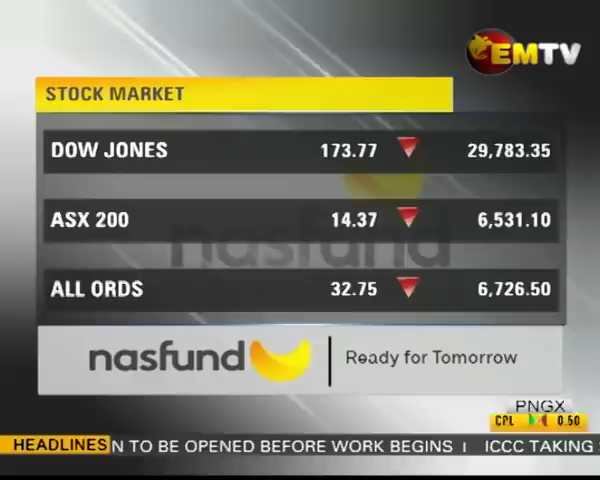 EMTV
STOCK MARKET
DOW JONES 173.77 29,783.35
ASX 200 14.37 6,531.10
ALL ORDS 32.75 6,726.50
nasfund
nasfund Ready for Tomorrow
PNGX
CPL 0.50
HEADLINES N TO BE OPENED BEFORE WORK BEGINS | ICCC TAKING